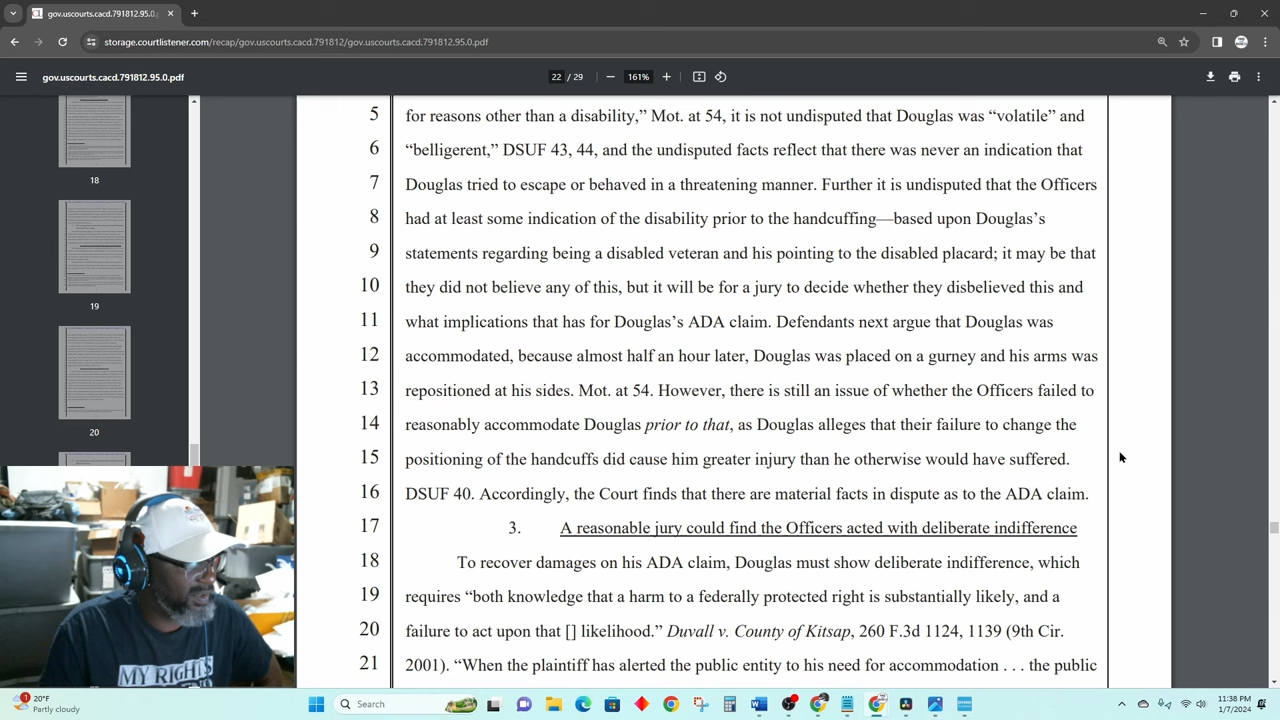 gov.uscourts.cacd.791812.95.0.p
storage.courtlistener.com/recap/gov.uscourts.cacd.791812/gov.uscourts.cacd.791812.95.0.pdf
gov.uscourts.cacd.791812.95.0.pdf
22 / 29
161%
18
19
20
5 for reasons other than a disability,” Mot. at 54, it is not undisputed that Douglas was “volatile” and
6 “belligerent,” DSUF 43, 44, and the undisputed facts reflect that there was never an indication that
7 Douglas tried to escape or behaved in a threatening manner. Further it is undisputed that the Officers
8 had at least some indication of the disability prior to the handcuffing—based upon Douglas’s
9 statements regarding being a disabled veteran and his pointing to the disabled placard; it may be that
10 they did not believe any of this, but it will be for a jury to decide whether they disbelieved this and
11 what implications that has for Douglas’s ADA claim. Defendants next argue that Douglas was
12 accommodated, because almost half an hour later, Douglas was placed on a gurney and his arms was
13 repositioned at his sides. Mot. at 54. However, there is still an issue of whether the Officers failed to
14 reasonably accommodate Douglas prior to that, as Douglas alleges that their failure to change the
15 positioning of the handcuffs did cause him greater injury than he otherwise would have suffered.
16 DSUF 40. Accordingly, the Court finds that there are material facts in dispute as to the ADA claim.
17 3. A reasonable jury could find the Officers acted with deliberate indifference
18 To recover damages on his ADA claim, Douglas must show deliberate indifference, which
19 requires “both knowledge that a harm to a federally protected right is substantially likely, and a
20 failure to act upon that [] likelihood.” Duvall v. County of Kitsap, 260 F.3d 1124, 1139 (9th Cir.
21 2001). “When the plaintiff has alerted the public entity to his need for accommodation . . . the public
MY RIGHTS
1
20°F
Partly cloudy
Search
11:38 PM
1/7/2024